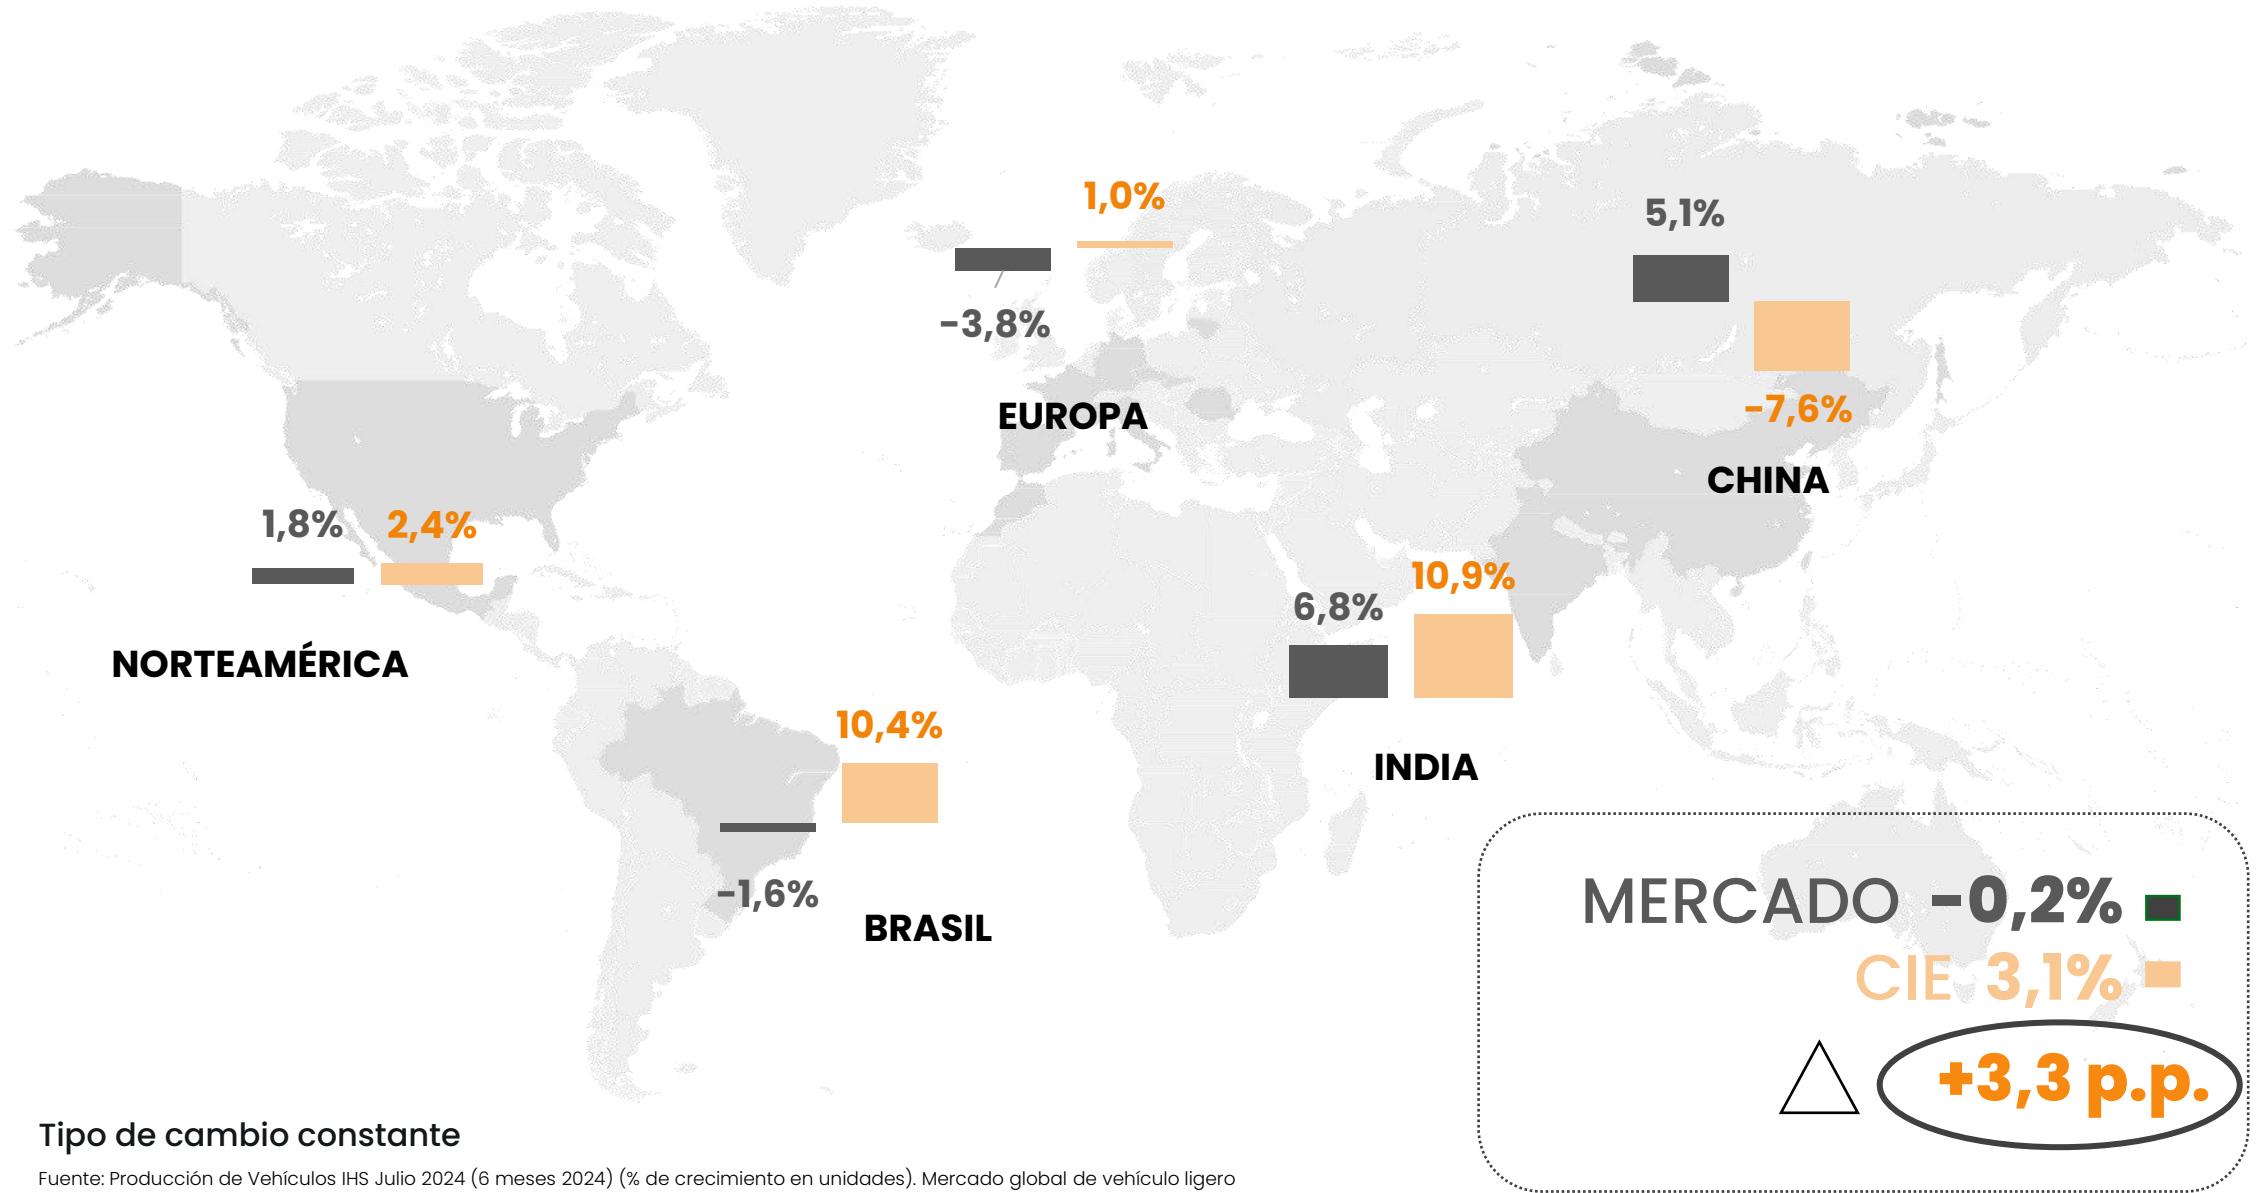 1,0%
5,1%
-3,8%
-7,6%
EUROPA
CHINA
1,8% 2,4%
10,9%
6,8%
NORTEAMÉRICA
10,4%
INDIA
-1,6%
BRASIL
MERCADO -0,2%
CIE 3,1%
+3,3 p.p.
Tipo de cambio constante
Fuente: Producción de Vehículos IHS Julio 2024 (6 meses 2024) (% de crecimiento en unidades). Mercado global de vehículo ligero